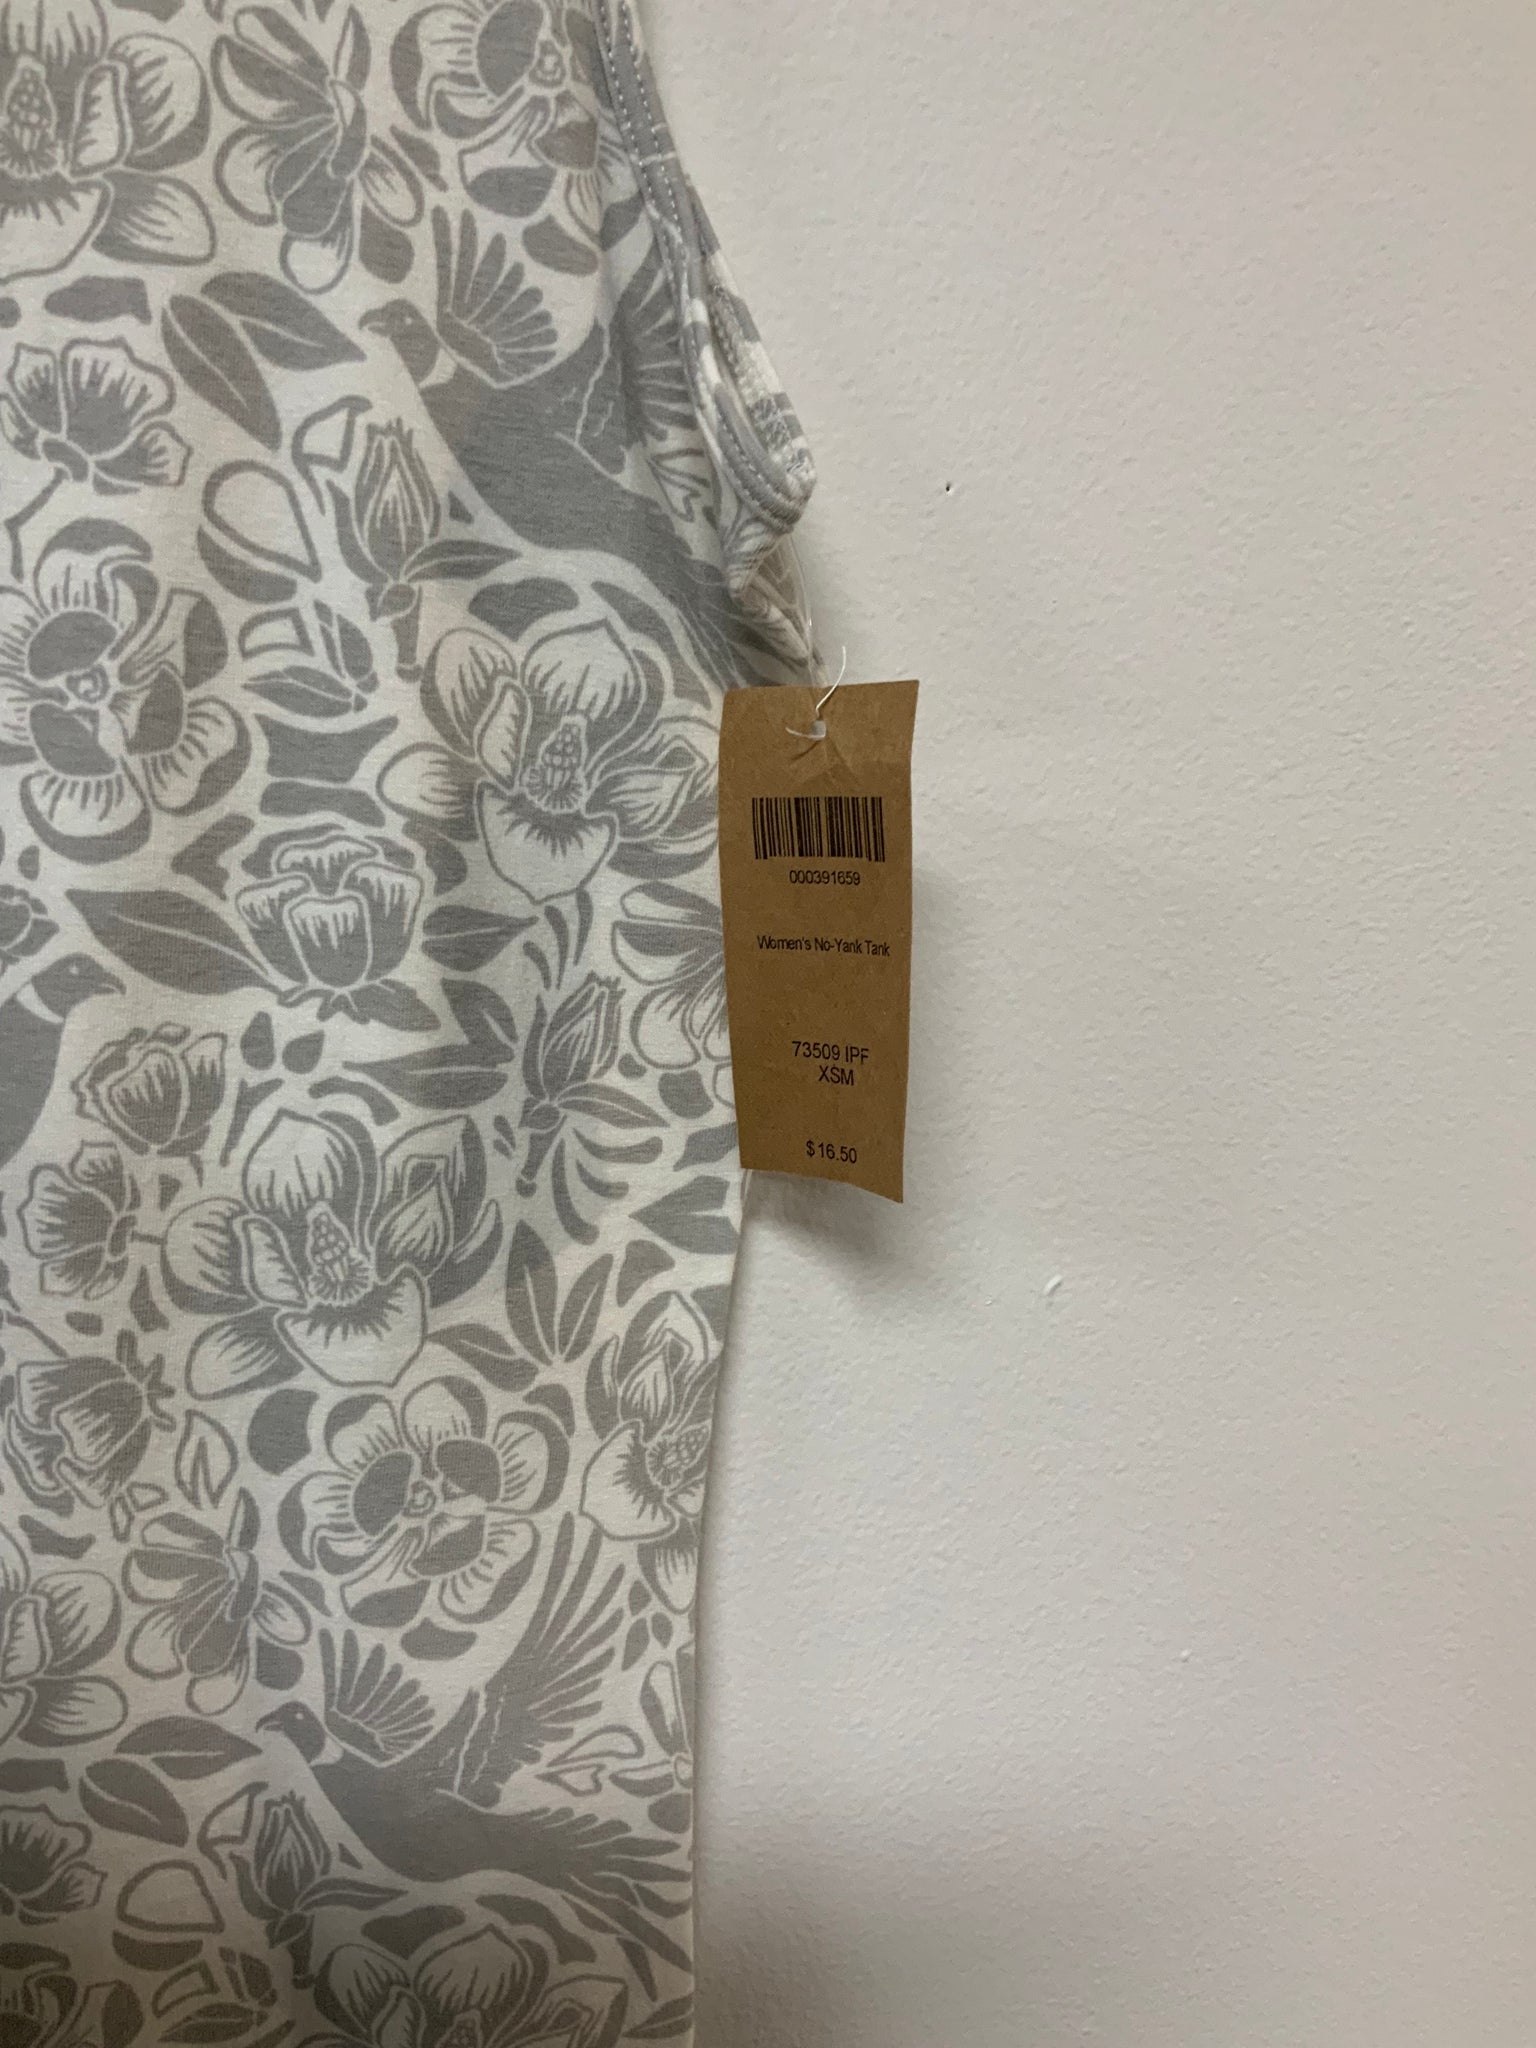 000391659
Women's No-Yank Tank
73509 IPF
XSM
$16.50